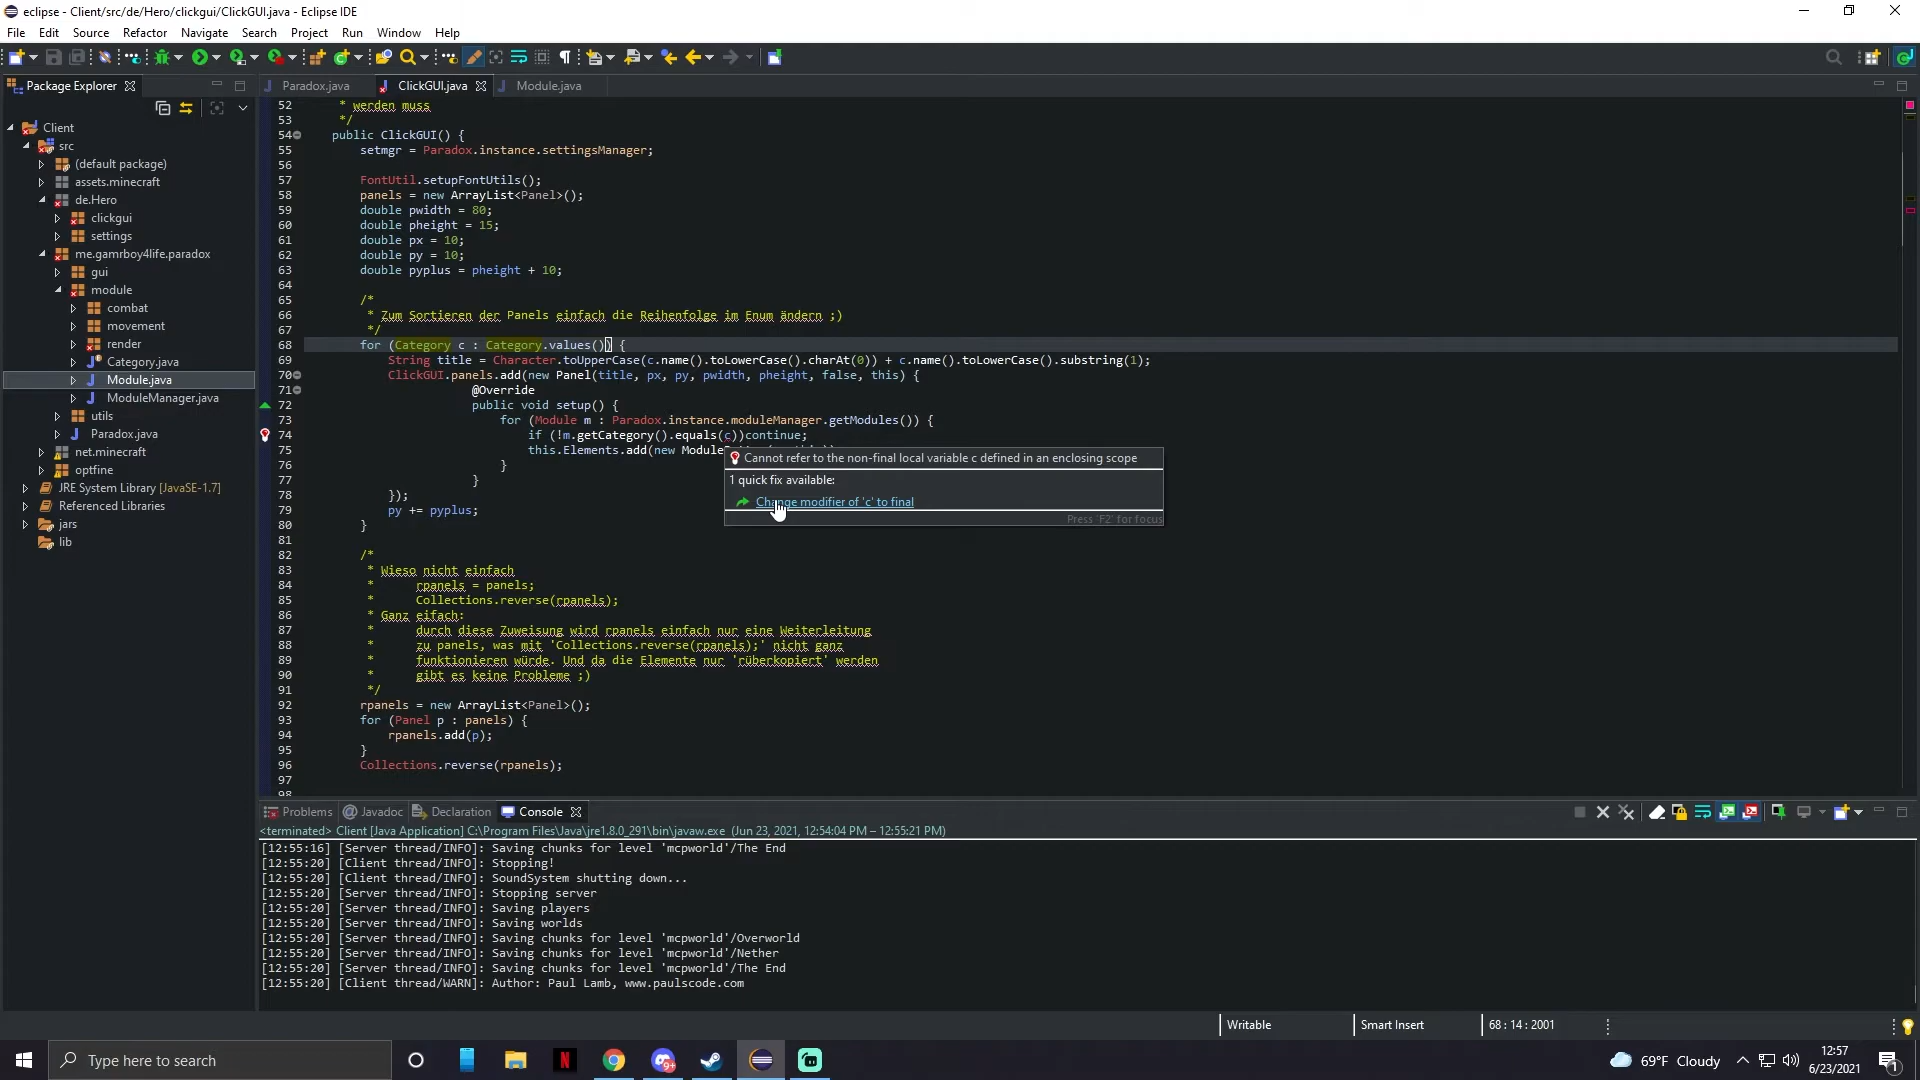 eclipse - Client/src/de/Hero/clickgui/ClickGUI.java - Eclipse IDE
File Edit Source Refactor Navigate Search Project Run Window Help
Package Explorer
Paradox.java ClickGUI.java Module.java
Client
src
(default package)
assets.minecraft
de.Hero
clickgui
settings
me.gamrboy4life.paradox
gui
module
combat
movement
render
Category.java
Module.java
ModuleManager.java
utils
Paradox.java
net.minecraft
optfine
JRE System Library [JavaSE-1.7]
Referenced Libraries
jars
lib
52 * werden muss
53 */
54 public ClickGUI() {
55 setmgr = Paradox.instance.settingsManager;
56
57 FontUtil.setupFontUtils();
58 panels = new ArrayList<Panel>();
59 double pwidth = 80;
60 double pheight = 15;
61 double px = 10;
62 double py = 10;
63 double pyplus = pheight + 10;
64
65 /*
66 * Zum Sortieren der Panels einfach die Reihenfolge im Enum ändern ;)
67 */
68 for (Category c : Category.values()) {
69 String title = Character.toUpperCase(c.name().toLowerCase().charAt(0)) + c.name().toLowerCase().substring(1);
70 ClickGUI.panels.add(new Panel(title, px, py, pwidth, pheight, false, this) {
71 @Override
72 public void setup() {
73 for (Module m : Paradox.instance.moduleManager.getModules()) {
74 if (!m.getCategory().equals(c))continue;
75 this.Elements.add(new Module
76 }
77 }
78 });
79 py += pyplus;
80 }
81
82 /*
83 * Wieso nicht einfach
84 * rpanels = panels;
85 * Collections.reverse(rpanels);
86 * Ganz eifach:
87 * durch diese Zuweisung wird rpanels einfach nur eine Weiterleitung
88 * zu panels, was mit 'Collections.reverse(rpanels);' nicht ganz
89 * funktionieren würde. Und da die Elemente nur 'rüberkopiert' werden
90 * gibt es keine Probleme ;)
91 */
92 rpanels = new ArrayList<Panel>();
93 for (Panel p : panels) {
94 rpanels.add(p);
95 }
96 Collections.reverse(rpanels);
97
98
Cannot refer to the non-final local variable c defined in an enclosing scope
1 quick fix available:
Change modifier of 'c' to final
Press 'F2' for focus
Problems Javadoc Declaration Console
<terminated> Client [Java Application] C:\Program Files\Java\jre1.8.0_291\bin\javaw.exe (Jun 23, 2021, 12:54:04 PM – 12:55:21 PM)
[12:55:16] [Server thread/INFO]: Saving chunks for level 'mcpworld'/The End
[12:55:20] [Client thread/INFO]: Stopping!
[12:55:20] [Client thread/INFO]: SoundSystem shutting down...
[12:55:20] [Server thread/INFO]: Stopping server
[12:55:20] [Server thread/INFO]: Saving players
[12:55:20] [Server thread/INFO]: Saving worlds
[12:55:20] [Server thread/INFO]: Saving chunks for level 'mcpworld'/Overworld
[12:55:20] [Server thread/INFO]: Saving chunks for level 'mcpworld'/Nether
[12:55:20] [Server thread/INFO]: Saving chunks for level 'mcpworld'/The End
[12:55:20] [Client thread/WARN]: Author: Paul Lamb, www.paulscode.com
Writable Smart Insert 68 : 14 : 2001
Type here to search
69°F Cloudy
12:57
6/23/2021